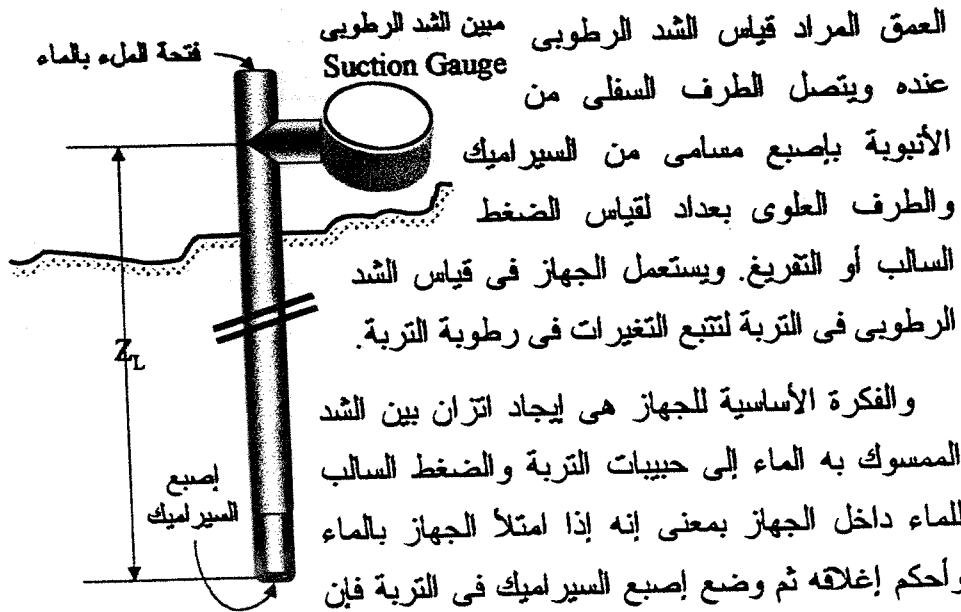 العمق المراد قياس الشد الرطوبى
عنده ويتصل الطرف السفلى من
الأنبوبة بإصبع مسامى من السيراميك
والطرف العلوى بعداد لقياس الضغط
السالب أو التفريغ. ويستعمل الجهاز فى قياس الشد
الرطوبى فى التربة لتتبع التغيرات فى رطوبة التربة.
والفكرة الأساسية للجهاز هى إيجاد اتزان بين الشد
الممسوك به الماء إلى حبيبات التربة والضغط السالب
للماء داخل الجهاز بمعنى إنه إذا امتلأ الجهاز بالماء
وأحكم إغلاقه ثم وضع إصبع السيراميك فى التربة فإن
مبين الشد الرطوبى
Suction Gauge
فتحة الملء بالماء
Z_L
إصبع
السيراميك